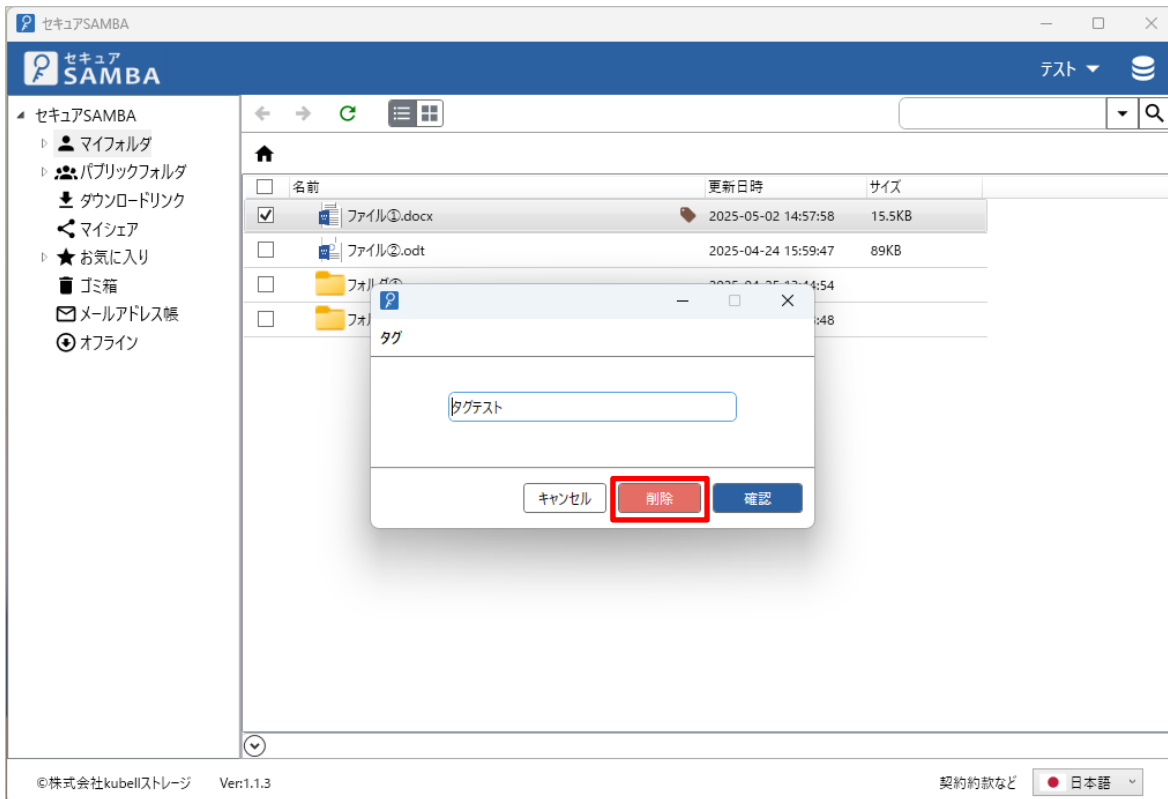 セキュアSAMBA
セキュア
SAMBA
テスト
セキュアSAMBA
マイフォルダ
パブリックフォルダ
ダウンロードリンク
マイシェア
お気に入り
ゴミ箱
メールアドレス帳
オフライン
名前 更新日時 サイズ
ファイル①.docx 2025-05-02 14:57:58 15.5KB
ファイル②.odt 2025-04-24 15:59:47 89KB
タグ
タグテスト
キャンセル 削除 確認
©株式会社kubellストレージ Ver:1.1.3 契約約款など 日本語